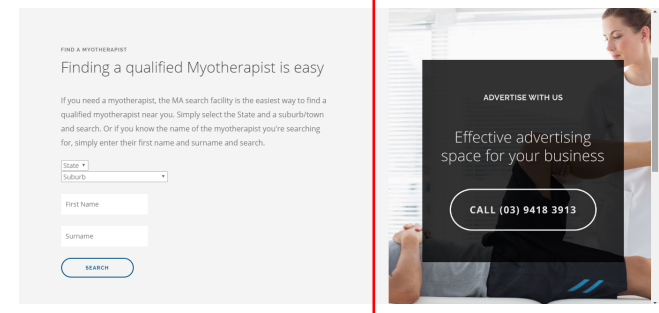 FIND A MYOTHERAPIST
Finding a qualified Myotherapist is easy
If you need a myotherapist, the MA search facility is the easiest way to find a
qualified myotherapist near you. Simply select the State and a suburb/town
and search. Or if you know the name of the myotherapist you're searching
for, simply enter their first name and surname and search.
State
Suburb
First Name
Surname
SEARCH
ADVERTISE WITH US
Effective advertising
space for your business
CALL (03) 9418 3913